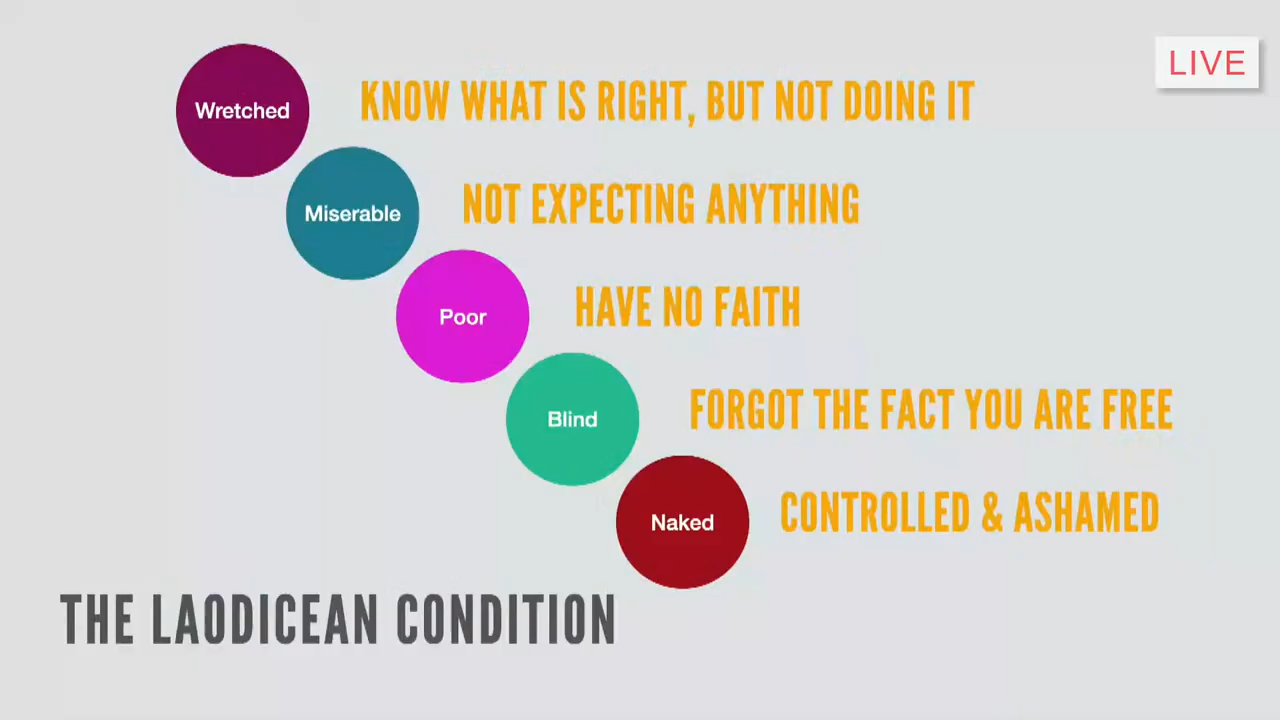 LIVE
Wretched
KNOW WHAT IS RIGHT, BUT NOT DOING IT
Miserable
NOT EXPECTING ANYTHING
Poor
HAVE NO FAITH
Blind
FORGOT THE FACT YOU ARE FREE
Naked
CONTROLLED & ASHAMED
THE LAODICEAN CONDITION